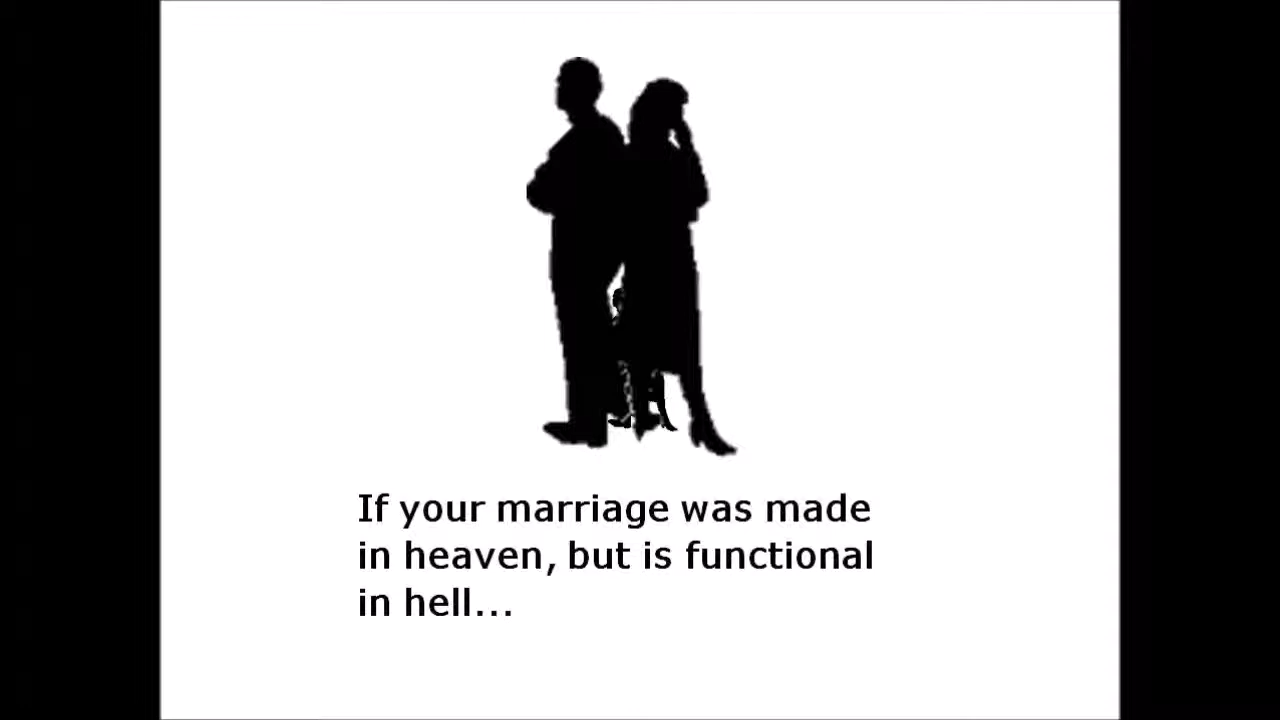 If your marriage was made
in heaven, but is functional
in hell...